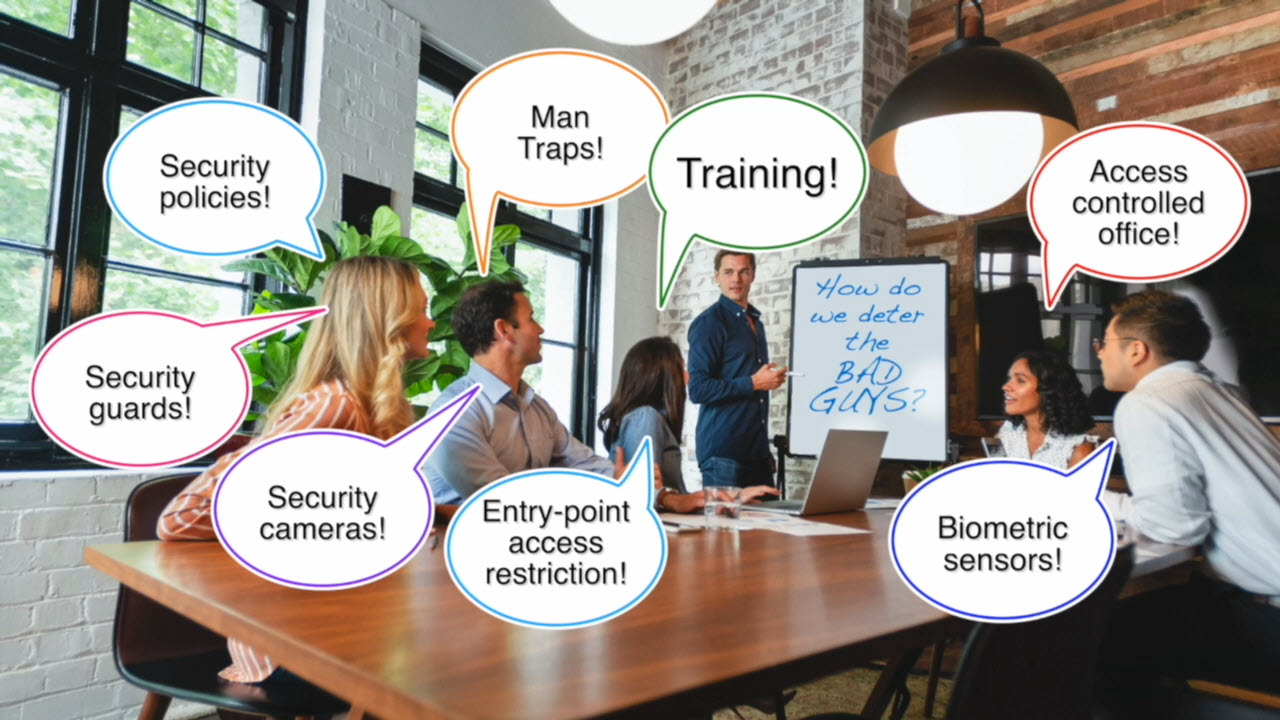 Man
Traps!
Security
policies!
Training!
Access
controlled
office!
How do
we deter
the
BAD
GUYS?
Security
guards!
Security
cameras!
Entry-point
access
restriction!
Biometric
sensors!